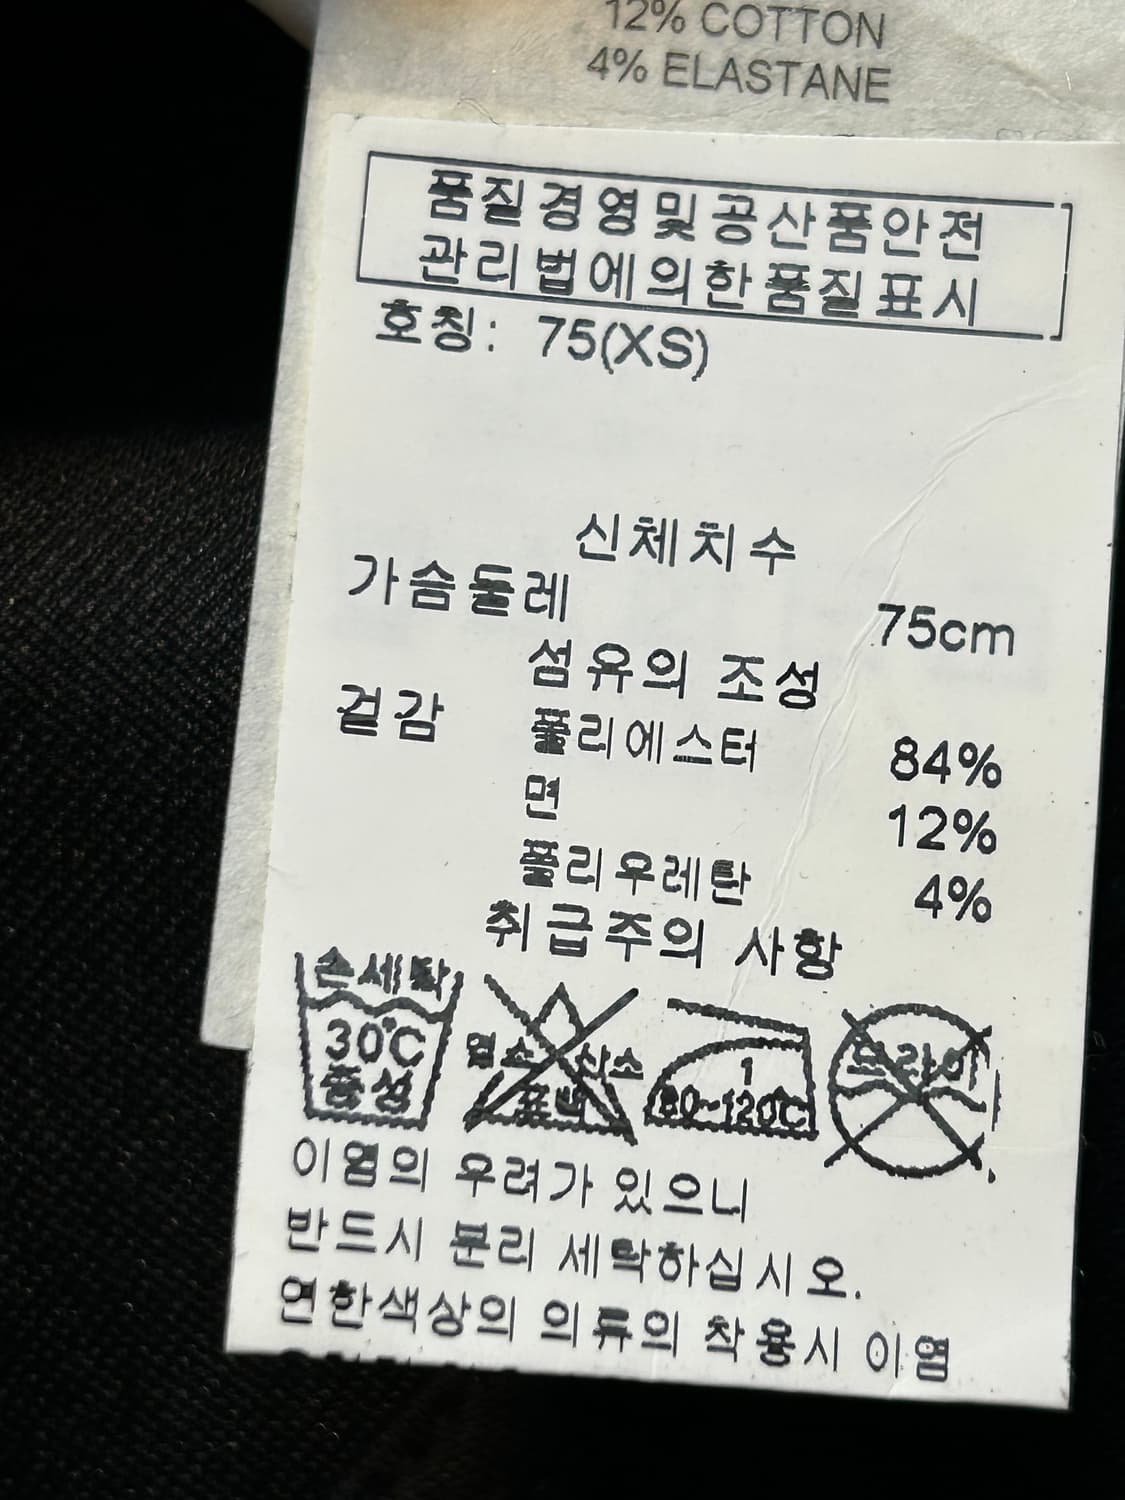 12% COTTON
4% ELASTANE
품질경영및공산품안전
관리법에의한품질표시
호칭: 75(XS)
신체치수
가슴둘레 75cm
섬유의 조성
겉감 폴리에스터 84%
면 12%
폴리우레탄 4%
취급주의 사항
손세탁
30°C
중성
염소 산소
표백
1
80~120°C
드라이
이염의 우려가 있으니
반드시 분리 세탁하십시오.
연한색상의 의류의 착용시 이염